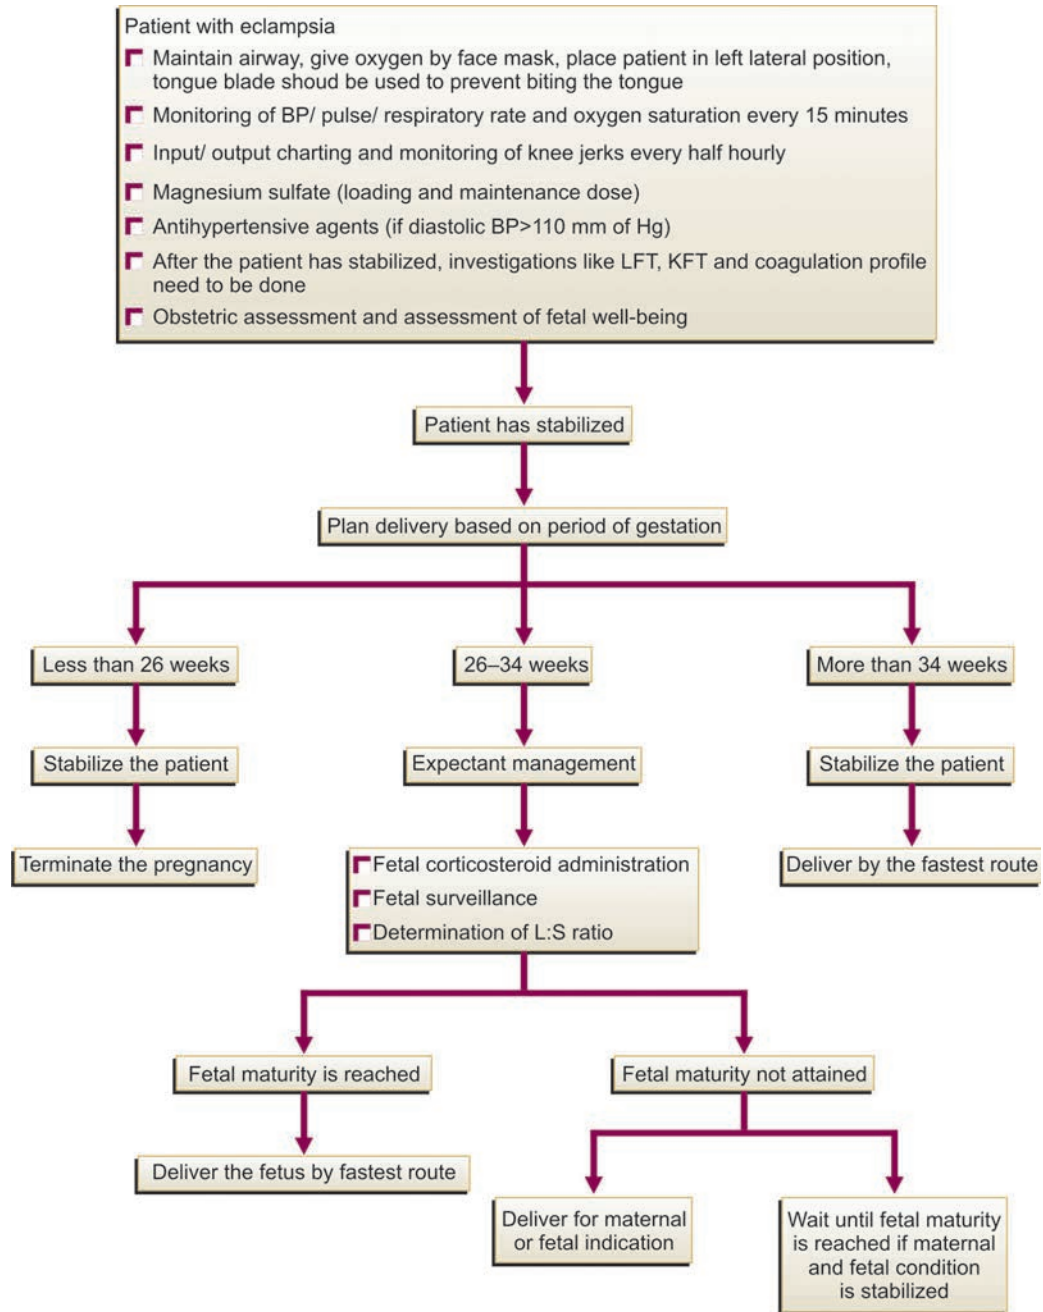 Patient with eclampsia
Maintain airway, give oxygen by face mask, place patient in left lateral position,
tongue blade shoud be used to prevent biting the tongue
Monitoring of BP/ pulse/ respiratory rate and oxygen saturation every 15 minutes
Input/ output charting and monitoring of knee jerks every half hourly
Magnesium sulfate (loading and maintenance dose)
Antihypertensive agents (if diastolic BP>110 mm of Hg)
After the patient has stabilized, investigations like LFT, KFT and coagulation profile
need to be done
Obstetric assessment and assessment of fetal well-being
Patient has stabilized
Plan delivery based on period of gestation
Less than 26 weeks
26–34 weeks
More than 34 weeks
Stabilize the patient
Expectant management
Stabilize the patient
Terminate the pregnancy
Fetal corticosteroid administration
Fetal surveillance
Determination of L:S ratio
Deliver by the fastest route
Fetal maturity is reached
Fetal maturity not attained
Deliver the fetus by fastest route
Deliver for maternal
or fetal indication
Wait until fetal maturity
is reached if maternal
and fetal condition
is stabilized